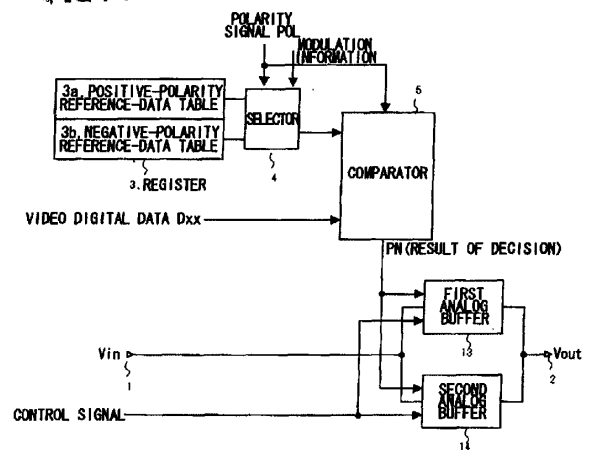 POLARITY
SIGNAL POL
MODULATION
INFORMATION
3a. POSITIVE-POLARITY
REFERENCE-DATA TABLE
3b. NEGATIVE-POLARITY
REFERENCE-DATA TABLE
3. REGISTER
SELECTOR
4
5
COMPARATOR
VIDEO DIGITAL DATA Dxx
PN(RESULT OF DECISION)
FIRST
ANALOG
BUFFER
13
Vin
1
Vout
2
SECOND
ANALOG
BUFFER
14
CONTROL SIGNAL